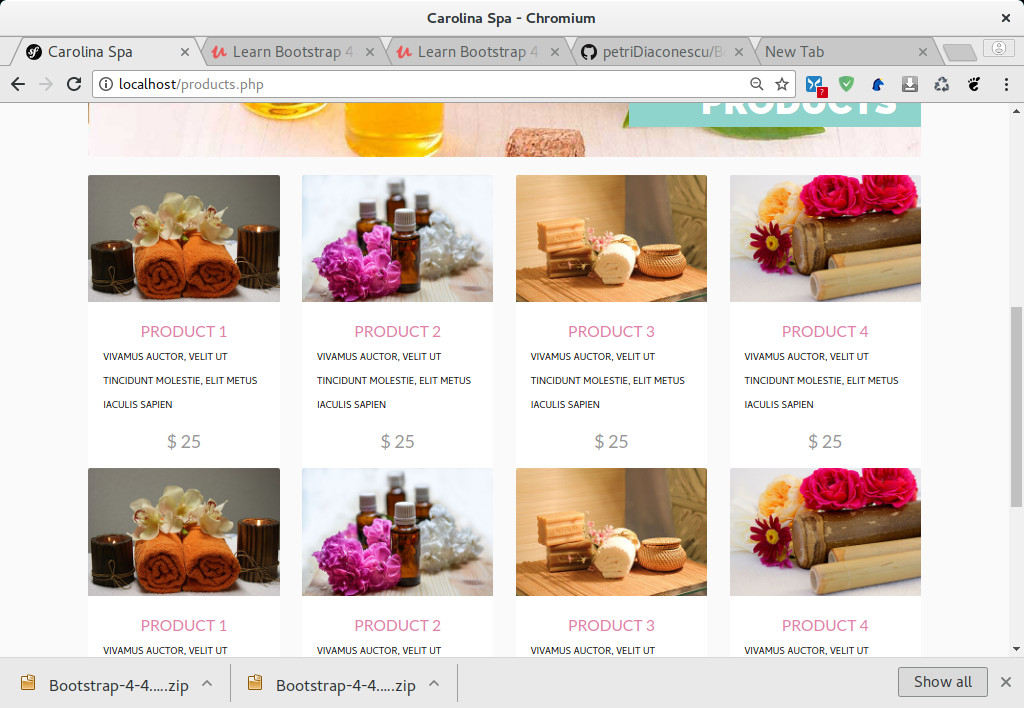 Carolina Spa - Chromium
Carolina Spa
Learn Bootstrap 4
Learn Bootstrap 4
petriDiaconescu/B
New Tab
localhost/products.php
PRODUCTS
PRODUCT 1
VIVAMUS AUCTOR, VELIT UT
TINCIDUNT MOLESTIE, ELIT METUS
IACULIS SAPIEN
$ 25
PRODUCT 2
VIVAMUS AUCTOR, VELIT UT
TINCIDUNT MOLESTIE, ELIT METUS
IACULIS SAPIEN
$ 25
PRODUCT 3
VIVAMUS AUCTOR, VELIT UT
TINCIDUNT MOLESTIE, ELIT METUS
IACULIS SAPIEN
$ 25
PRODUCT 4
VIVAMUS AUCTOR, VELIT UT
TINCIDUNT MOLESTIE, ELIT METUS
IACULIS SAPIEN
$ 25
PRODUCT 1
VIVAMUS AUCTOR, VELIT UT
PRODUCT 2
VIVAMUS AUCTOR, VELIT UT
PRODUCT 3
VIVAMUS AUCTOR, VELIT UT
PRODUCT 4
VIVAMUS AUCTOR, VELIT UT
Bootstrap-4-4.....zip
Bootstrap-4-4.....zip
Show all